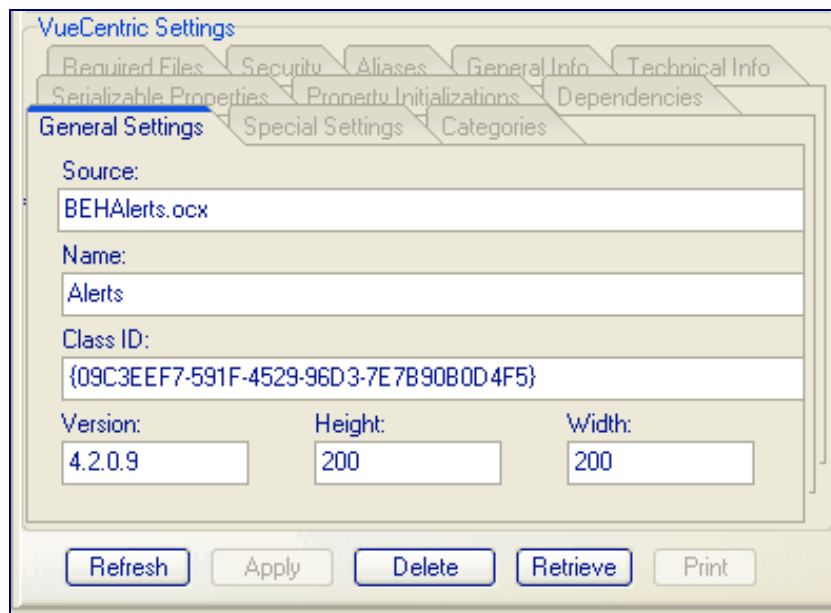 VueCentric Settings
Required Files Security Aliases General Info Technical Info
Serializable Properties Property Initializations Dependencies
General Settings Special Settings Categories
Source:
BEHAlerts.ocx
Name:
Alerts
Class ID:
{09C3EEF7-591F-4529-96D3-7E7B90B0D4F5}
Version: Height: Width:
4.2.0.9 200 200
Refresh Apply Delete Retrieve Print